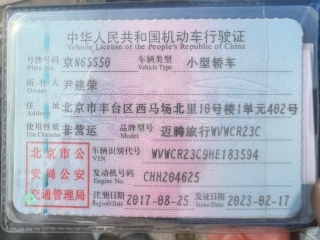 中华人民共和国机动车行驶证
Vehicle License of the People's Republic of China
号牌号码 京N6S550 车辆类型 小型轿车
Plate No. Vehicle Type
所有人 尹建荣
Owner
住址 北京市丰台区西马场北里10号楼1单元402号
Address
使用性质 非营运 品牌型号 迈腾旅行WVWCR23C
Use Character Model
北京市公 车辆识别代号 WVWCR23C9HE183594
VIN
安局公安 发动机号码 CHH204625
Engine No.
交通管理局 注册日期 2017-08-25 发证日期 2023-02-17
Register Date Issue Date